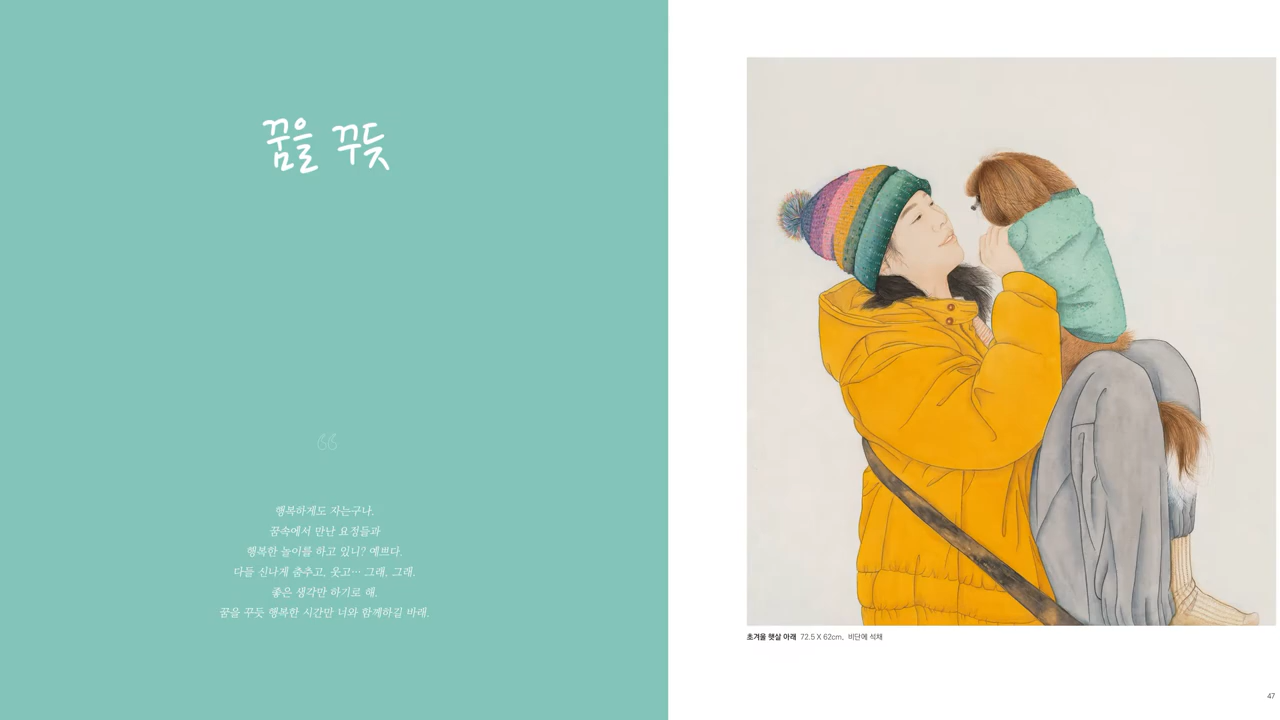 꿈을 꾸듯
행복하게도 자는구나.
꿈속에서 만난 요정들과
행복한 놀이를 하고 있니? 예쁘다.
다들 신나게 춤추고, 웃고… 그래, 그래.
좋은 생각만 하기로 해.
꿈을 꾸듯 행복한 시간만 너와 함께하길 바래.
초겨울 햇살 아래 72.5 X 62cm, 비단에 석채
47